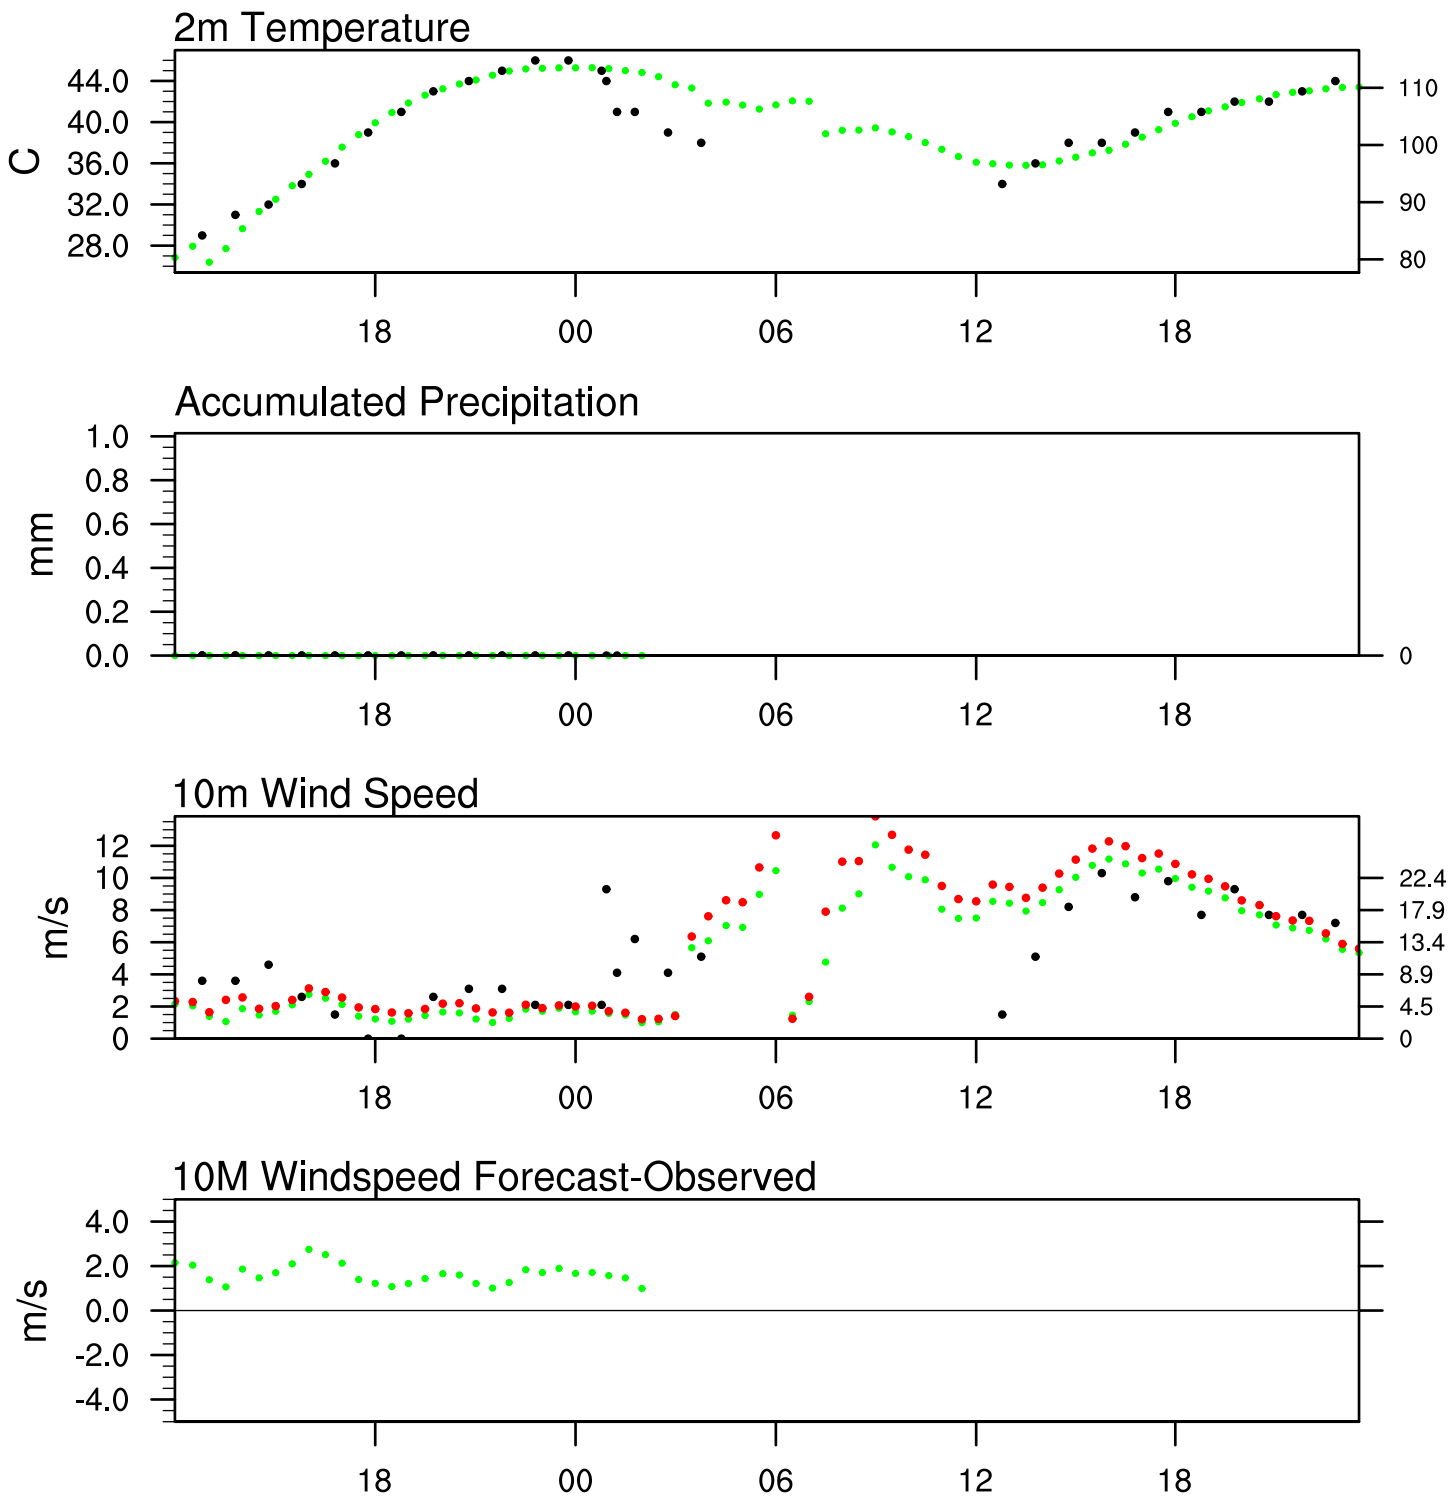 2m Temperature
44.0
40.0
36.0
32.0
28.0
C
110
100
90
80
18 00 06 12 18
Accumulated Precipitation
1.0
0.8
0.6
0.4
0.2
0.0
mm
0
18 00 06 12 18
10m Wind Speed
12
10
8
6
4
2
0
m/s
22.4
17.9
13.4
8.9
4.5
0
18 00 06 12 18
10M Windspeed Forecast-Observed
4.0
2.0
0.0
-2.0
-4.0
m/s
18 00 06 12 18